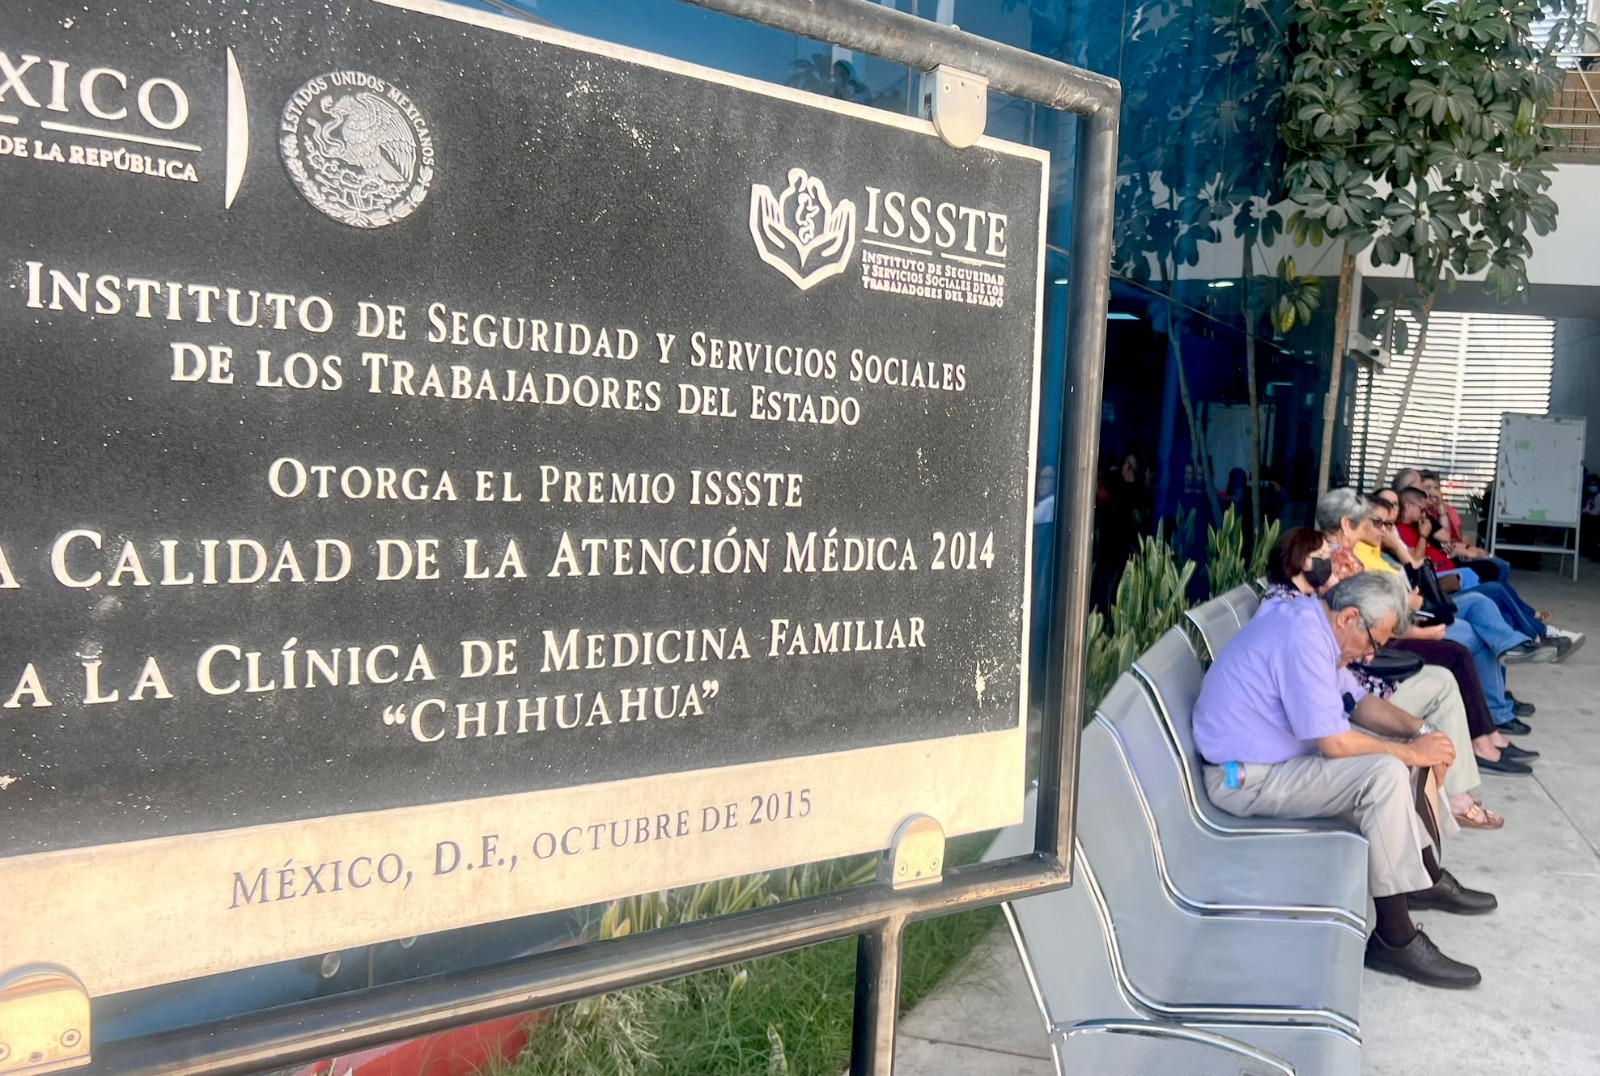 XICO
DE LA REPÚBLICA
ESTADOS UNIDOS MEXICANOS
ISSSTE
INSTITUTO DE SEGURIDAD
Y SERVICIOS SOCIALES DE LOS
TRABAJADORES DEL ESTADO
INSTITUTO DE SEGURIDAD Y SERVICIOS SOCIALES
DE LOS TRABAJADORES DEL ESTADO
OTORGA EL PREMIO ISSSTE
A CALIDAD DE LA ATENCIÓN MÉDICA 2014
A LA CLÍNICA DE MEDICINA FAMILIAR
“CHIHUAHUA”
MÉXICO, D.F., OCTUBRE DE 2015